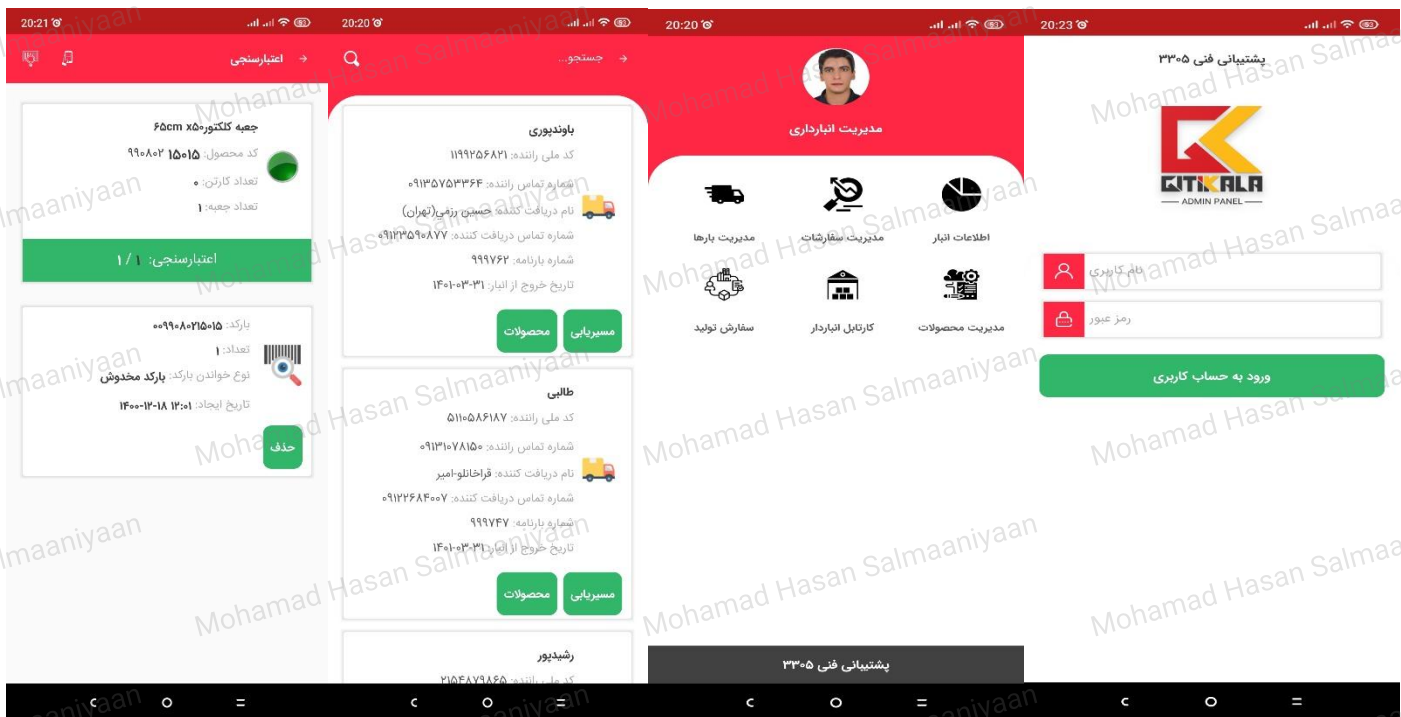 20:21
اعتبارسنجی
جعبه کلکتور۵۰x ۶۵cm
کد محصول: ۱۵۰۱۵ ۹۹۰۸۰۲
تعداد کارتن: ۰
تعداد جعبه: ۱
اعتبارسنجی: ۱ / ۱
بارکد: ۰۰۹۹۰۸۰۲۱۵۰۱۵
تعداد: ۱
نوع خواندن بارکد: بارکد مخدوش
تاریخ ایجاد: ۱۲:۰۱ ۱۸-۱۲-۱۴۰۰
حذف
20:20
جستجو...
باوندپوری
کد ملی راننده: ۱۱۹۹۲۵۶۸۲۱
شماره تماس راننده: ۰۹۱۳۵۷۵۳۳۶۴
نام دریافت کننده: حسین رزمی(تهران)
شماره تماس دریافت کننده: ۰۹۱۲۳۵۹۰۸۷۷
شماره بارنامه: ۹۹۹۷۶۲
تاریخ خروج از انبار: ۳۱-۰۳-۱۴۰۱
مسیریابی
محصولات
طالبی
کد ملی راننده: ۵۱۱۰۵۸۶۱۸۷
شماره تماس راننده: ۰۹۱۳۱۰۷۸۱۵۰
نام دریافت کننده: قراخانلو-امیر
شماره تماس دریافت کننده: ۰۹۱۲۲۶۸۴۰۰۷
شماره بارنامه: ۹۹۹۷۴۷
تاریخ خروج از انبار: ۳۱-۰۳-۱۴۰۱
مسیریابی
محصولات
رشیدپور
کد ملی راننده: ۲۱۵۴۸۷۹۸۶۵
20:20
مدیریت انبارداری
اطلاعات انبار
مدیریت سفارشات
مدیریت بارها
مدیریت محصولات
کارتابل انباردار
سفارش تولید
پشتیبانی فنی ۳۳۰۵
20:23
پشتیبانی فنی ۳۳۰۵
GITIKALA
ADMIN PANEL
نام کاربری
رمز عبور
ورود به حساب کاربری
Mohamad Hasan Salmaaniyaan